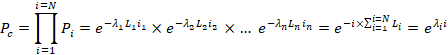 P_c = ∏_{i=1}^{i=N} P_i = e^{-λ_1 L_1 i_1} × e^{-λ_2 L_2 i_2} × … e^{-λ_n L_n i_n} = e^{-i×∑_{i=1}^{i=N} L_i} = e^{λ_i i}